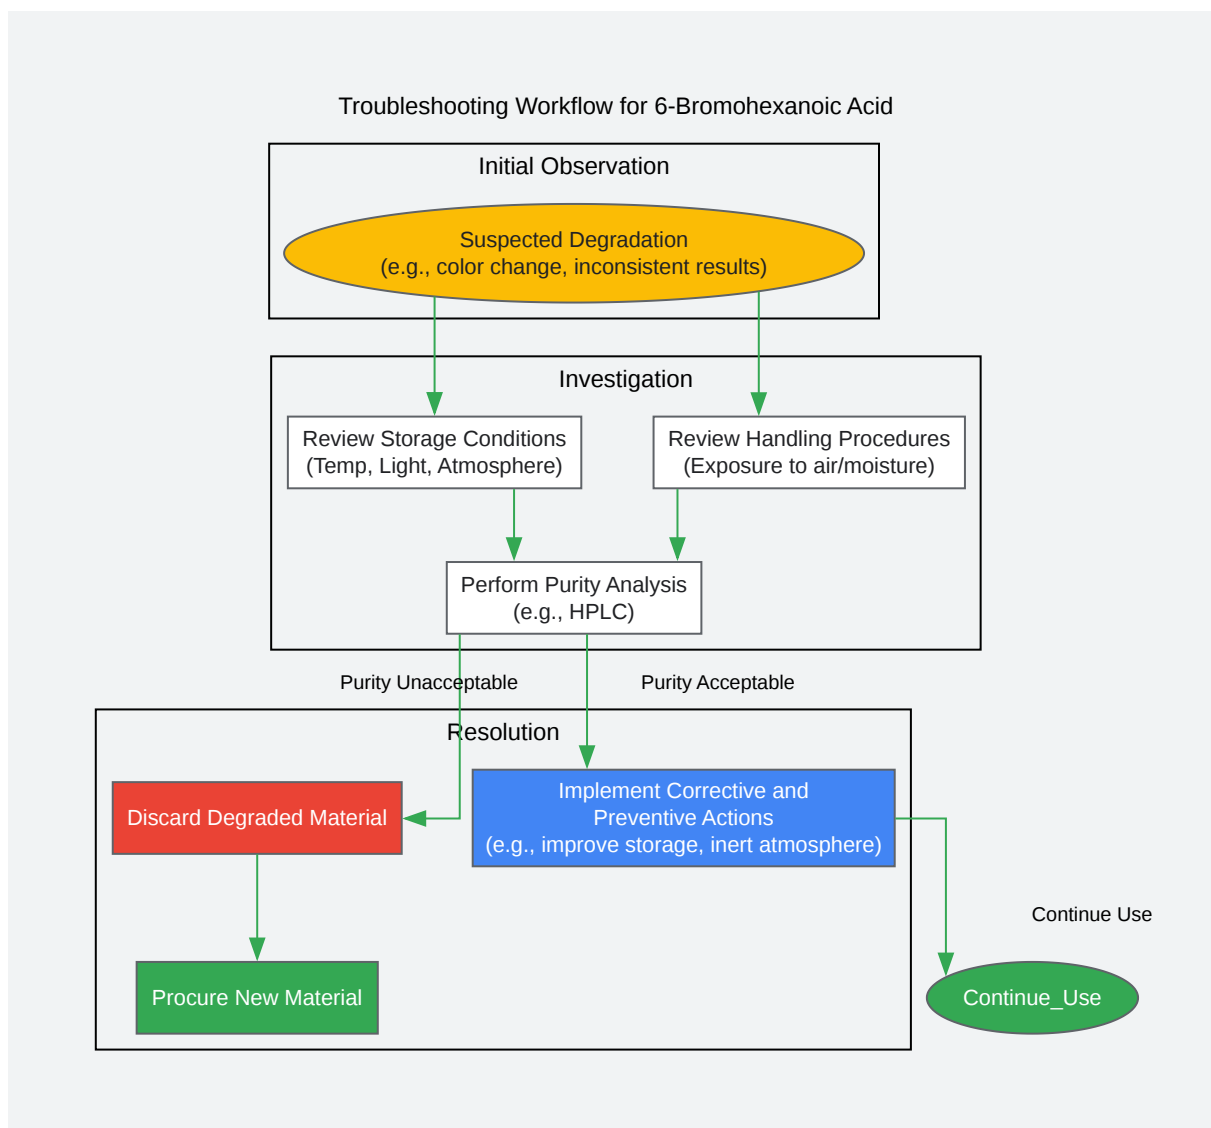 Troubleshooting Workflow for 6-Bromohexanoic Acid
Initial Observation
Suspected Degradation
(e.g., color change, inconsistent results)
Investigation
Review Storage Conditions
(Temp, Light, Atmosphere)
Review Handling Procedures
(Exposure to air/moisture)
Perform Purity Analysis
(e.g., HPLC)
Purity Unacceptable
Purity Acceptable
Resolution
Discard Degraded Material
Implement Corrective and
Preventive Actions
(e.g., improve storage, inert atmosphere)
Continue Use
Procure New Material
Continue_Use